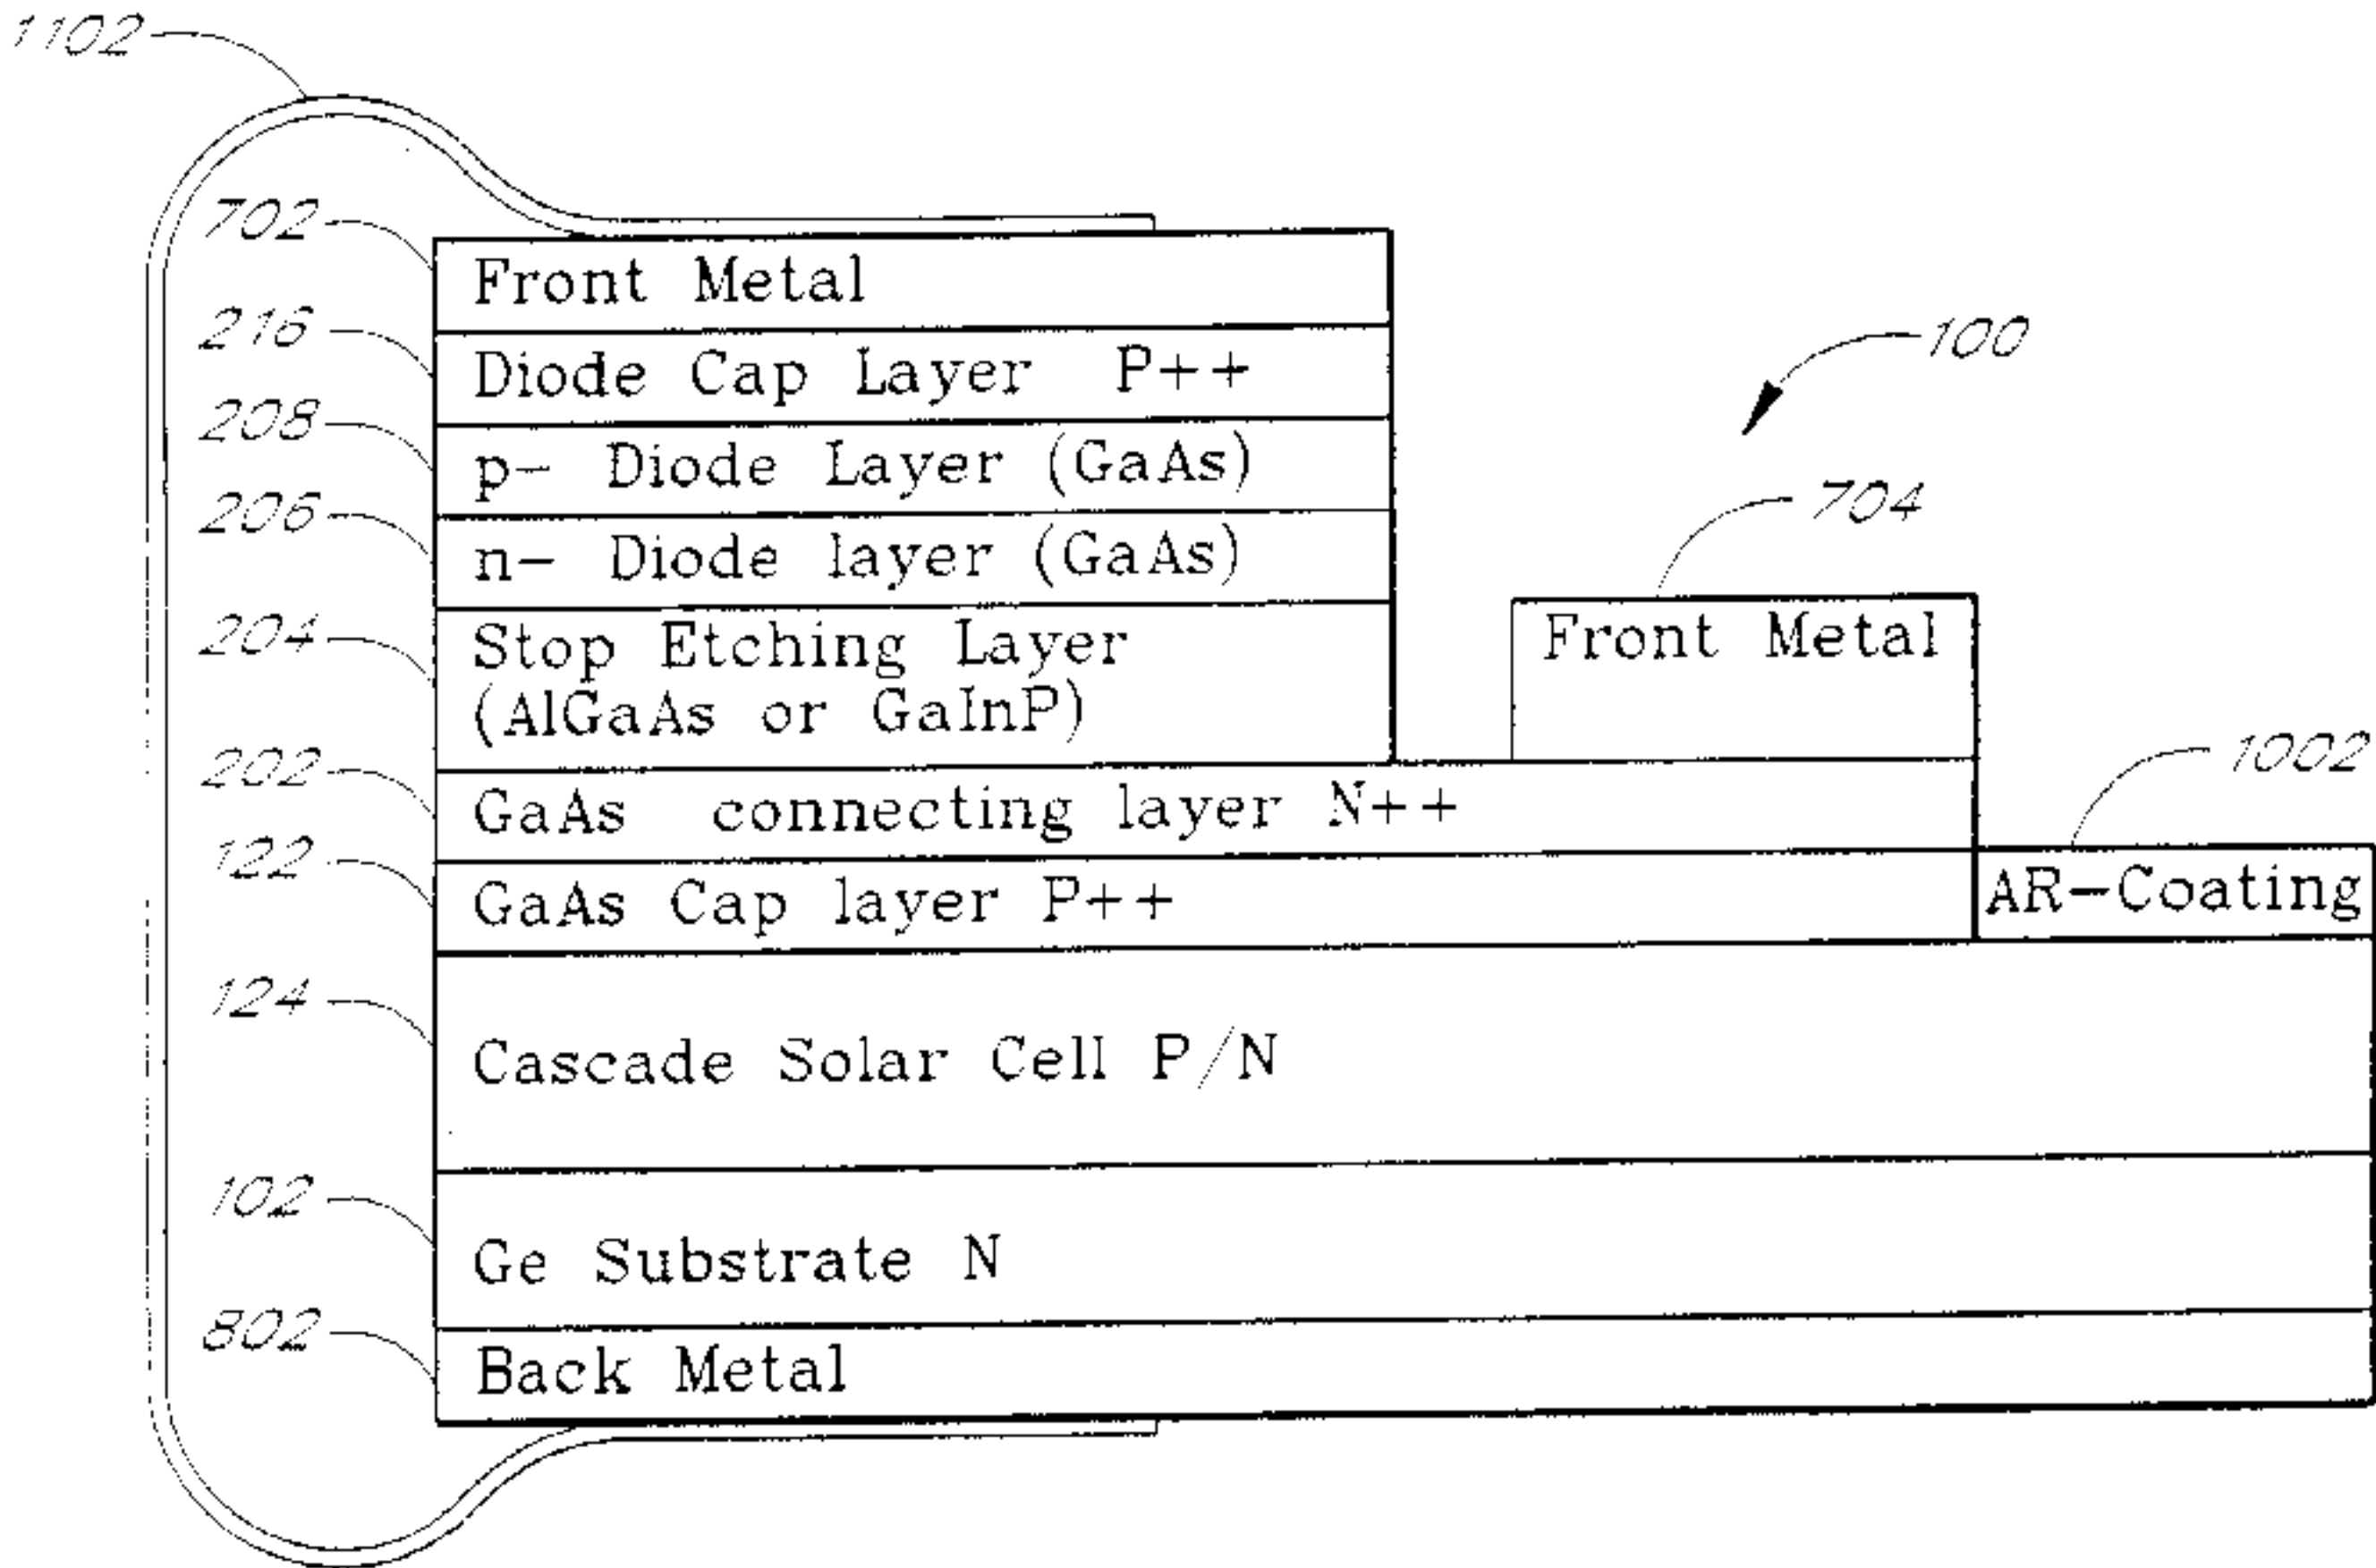 1102
702
Front Metal
216
Diode Cap Layer P++
100
208
p- Diode Layer (GaAs)
206
n- Diode layer (GaAs)
704
204
Stop Etching Layer
(AlGaAs or GaInP)
Front Metal
202
GaAs connecting layer N++
1002
122
GaAs Cap layer P++
AR-Coating
124
Cascade Solar Cell P/N
102
Ge Substrate N
802
Back Metal